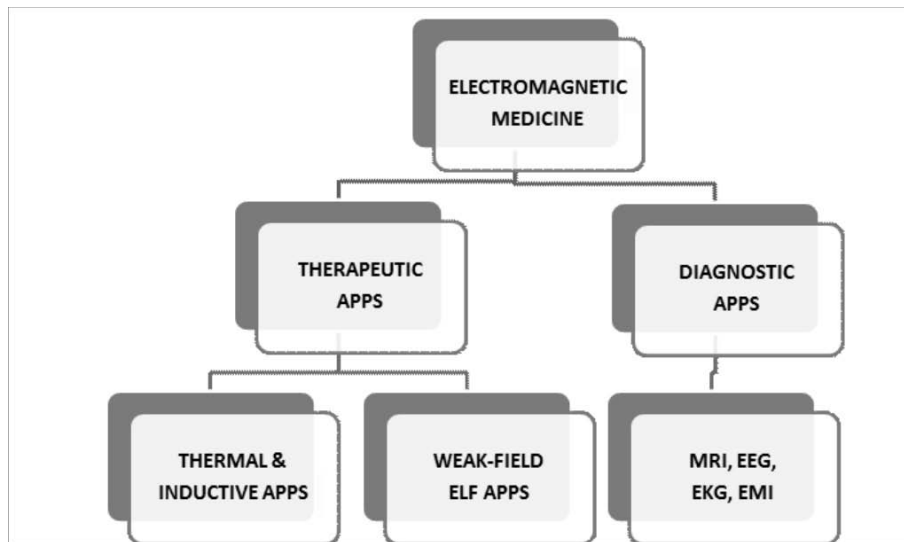 ELECTROMAGNETIC
MEDICINE
THERAPEUTIC
APPS
DIAGNOSTIC
APPS
THERMAL &
INDUCTIVE APPS
WEAK-FIELD
ELF APPS
MRI, EEG,
EKG, EMI